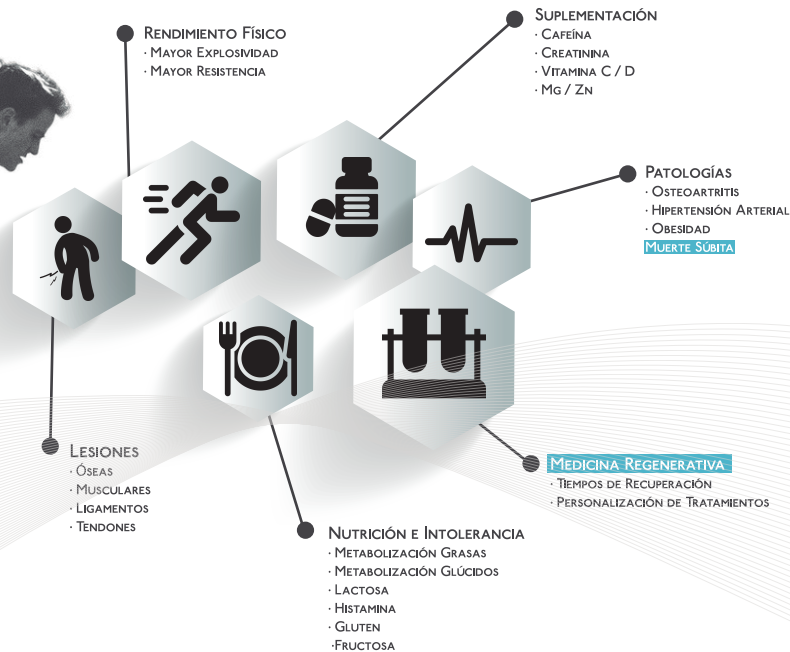 Rendimiento Físico
· Mayor Explosividad
· Mayor Resistencia
Suplementación
· Cafeína
· Creatinina
· Vitamina C / D
· Mg / Zn
Patologías
· Osteoartritis
· Hipertensión Arterial
· Obesidad
Muerte Súbita
Lesiones
· Óseas
· Musculares
· Ligamentos
· Tendones
Medicina Regenerativa
· Tiempos de Recuperación
· Personalización de Tratamientos
Nutrición e Intolerancia
· Metabolización Grasas
· Metabolización Glúcidos
· Lactosa
· Histamina
· Gluten
·Fructosa